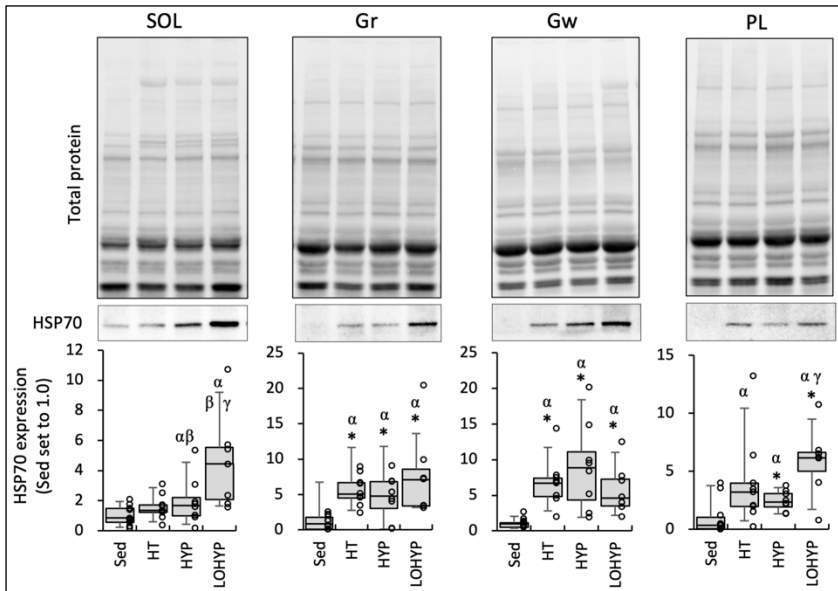 SOL Gr Gw PL
Total protein
HSP70
HSP70 expression
(Sed set to 1.0)
12
10
8
6
4
2
0
α
β γ
αβ
Sed HT HYP LOHYP
25
20
15
10
5
0
α α α
* * *
Sed HT HYP LOHYP
25
20
15
10
5
0
α
*
α
*
α
*
Sed HT HYP LOHYP
15
10
5
0
α
α
*
α γ
*
Sed HT HYP LOHYP